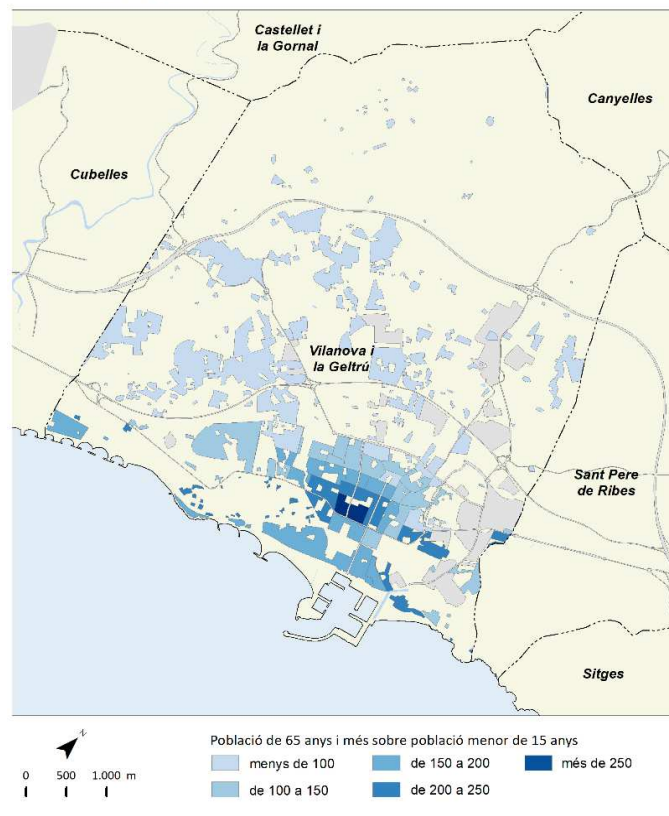 Castellet i
la Gornal
Canyelles
Cubelles
Vilanova i
la Geltrú
Sant Pere
de Ribes
Sitges
N
0 500 1.000 m
Població de 65 anys i més sobre població menor de 15 anys
menys de 100
de 150 a 200
més de 250
de 100 a 150
de 200 a 250